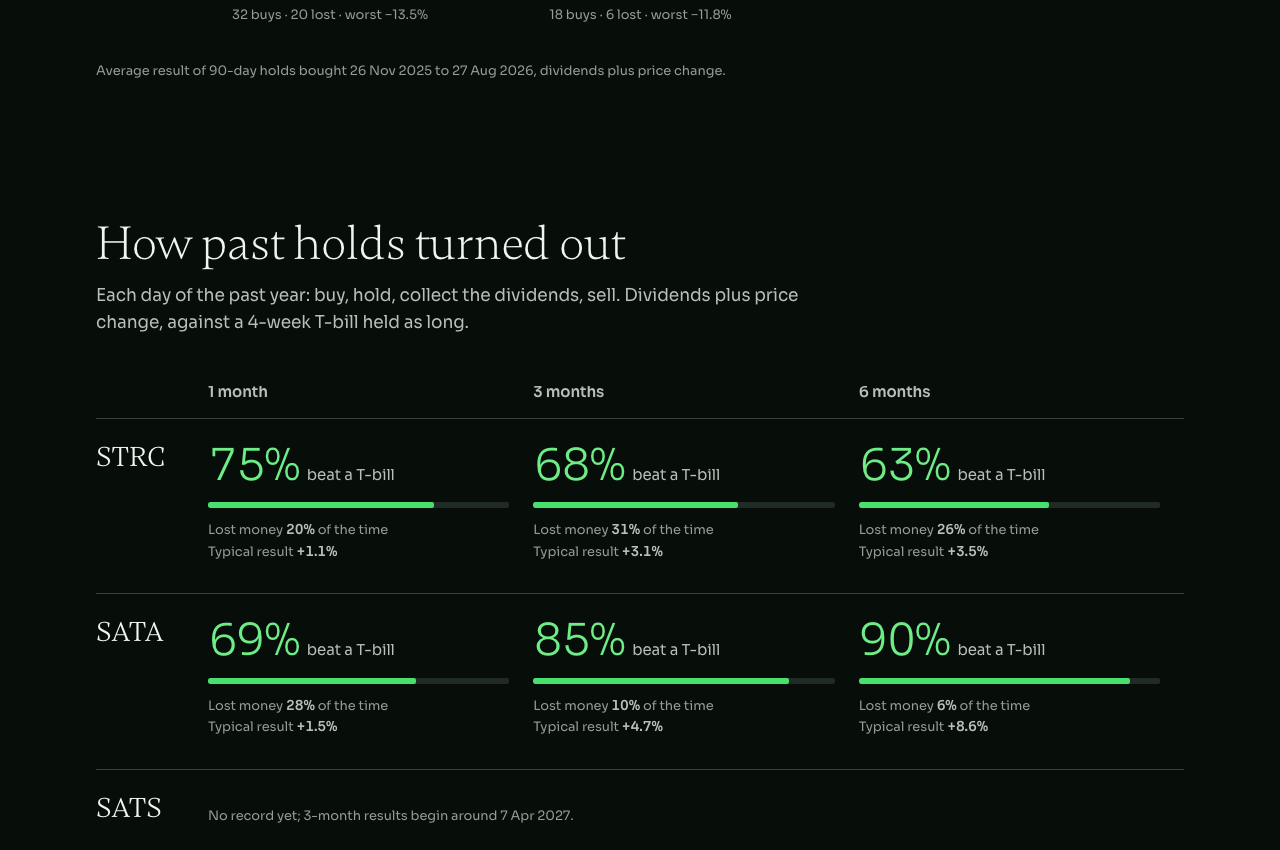 32 buys · 20 lost · worst −13.5%
18 buys · 6 lost · worst −11.8%
Average result of 90-day holds bought 26 Nov 2025 to 27 Aug 2026, dividends plus price change.
How past holds turned out
Each day of the past year: buy, hold, collect the dividends, sell. Dividends plus price
change, against a 4-week T-bill held as long.
1 month
3 months
6 months
STRC
75% beat a T-bill
Lost money 20% of the time
Typical result +1.1%
68% beat a T-bill
Lost money 31% of the time
Typical result +3.1%
63% beat a T-bill
Lost money 26% of the time
Typical result +3.5%
SATA
69% beat a T-bill
Lost money 28% of the time
Typical result +1.5%
85% beat a T-bill
Lost money 10% of the time
Typical result +4.7%
90% beat a T-bill
Lost money 6% of the time
Typical result +8.6%
SATS
No record yet; 3-month results begin around 7 Apr 2027.